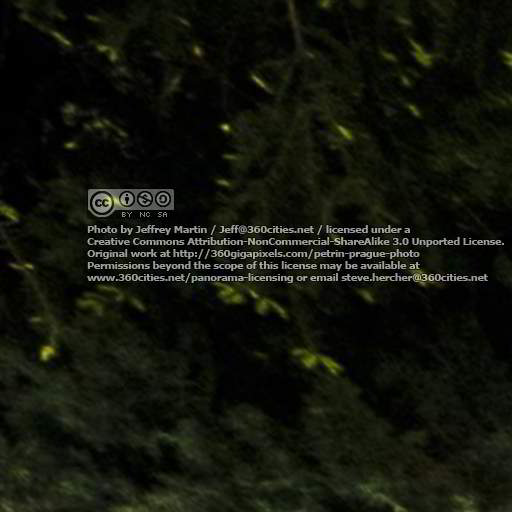 cc BY NC SA
Photo by Jeffrey Martin / Jeff@360cities.net / licensed under a
Creative Commons Attribution-NonCommercial-ShareAlike 3.0 Unported License.
Original work at http://360gigapixels.com/petrin-prague-photo
Permissions beyond the scope of this license may be available at
www.360cities.net/panorama-licensing or email steve.hercher@360cities.net